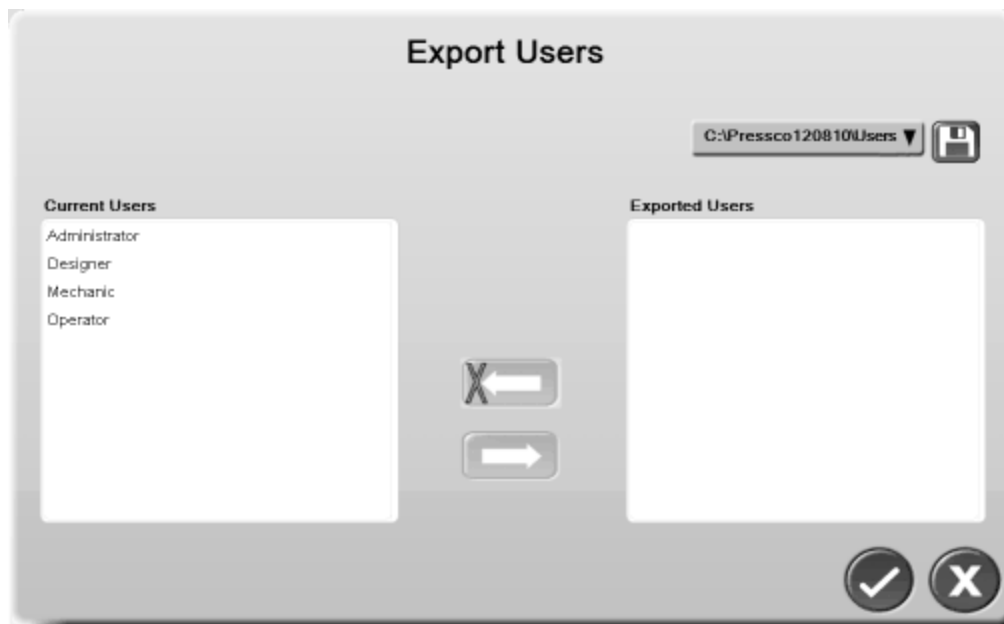 Export Users
C:\Pressco120810\Users
Current Users
Administrator
Designer
Mechanic
Operator
Exported Users